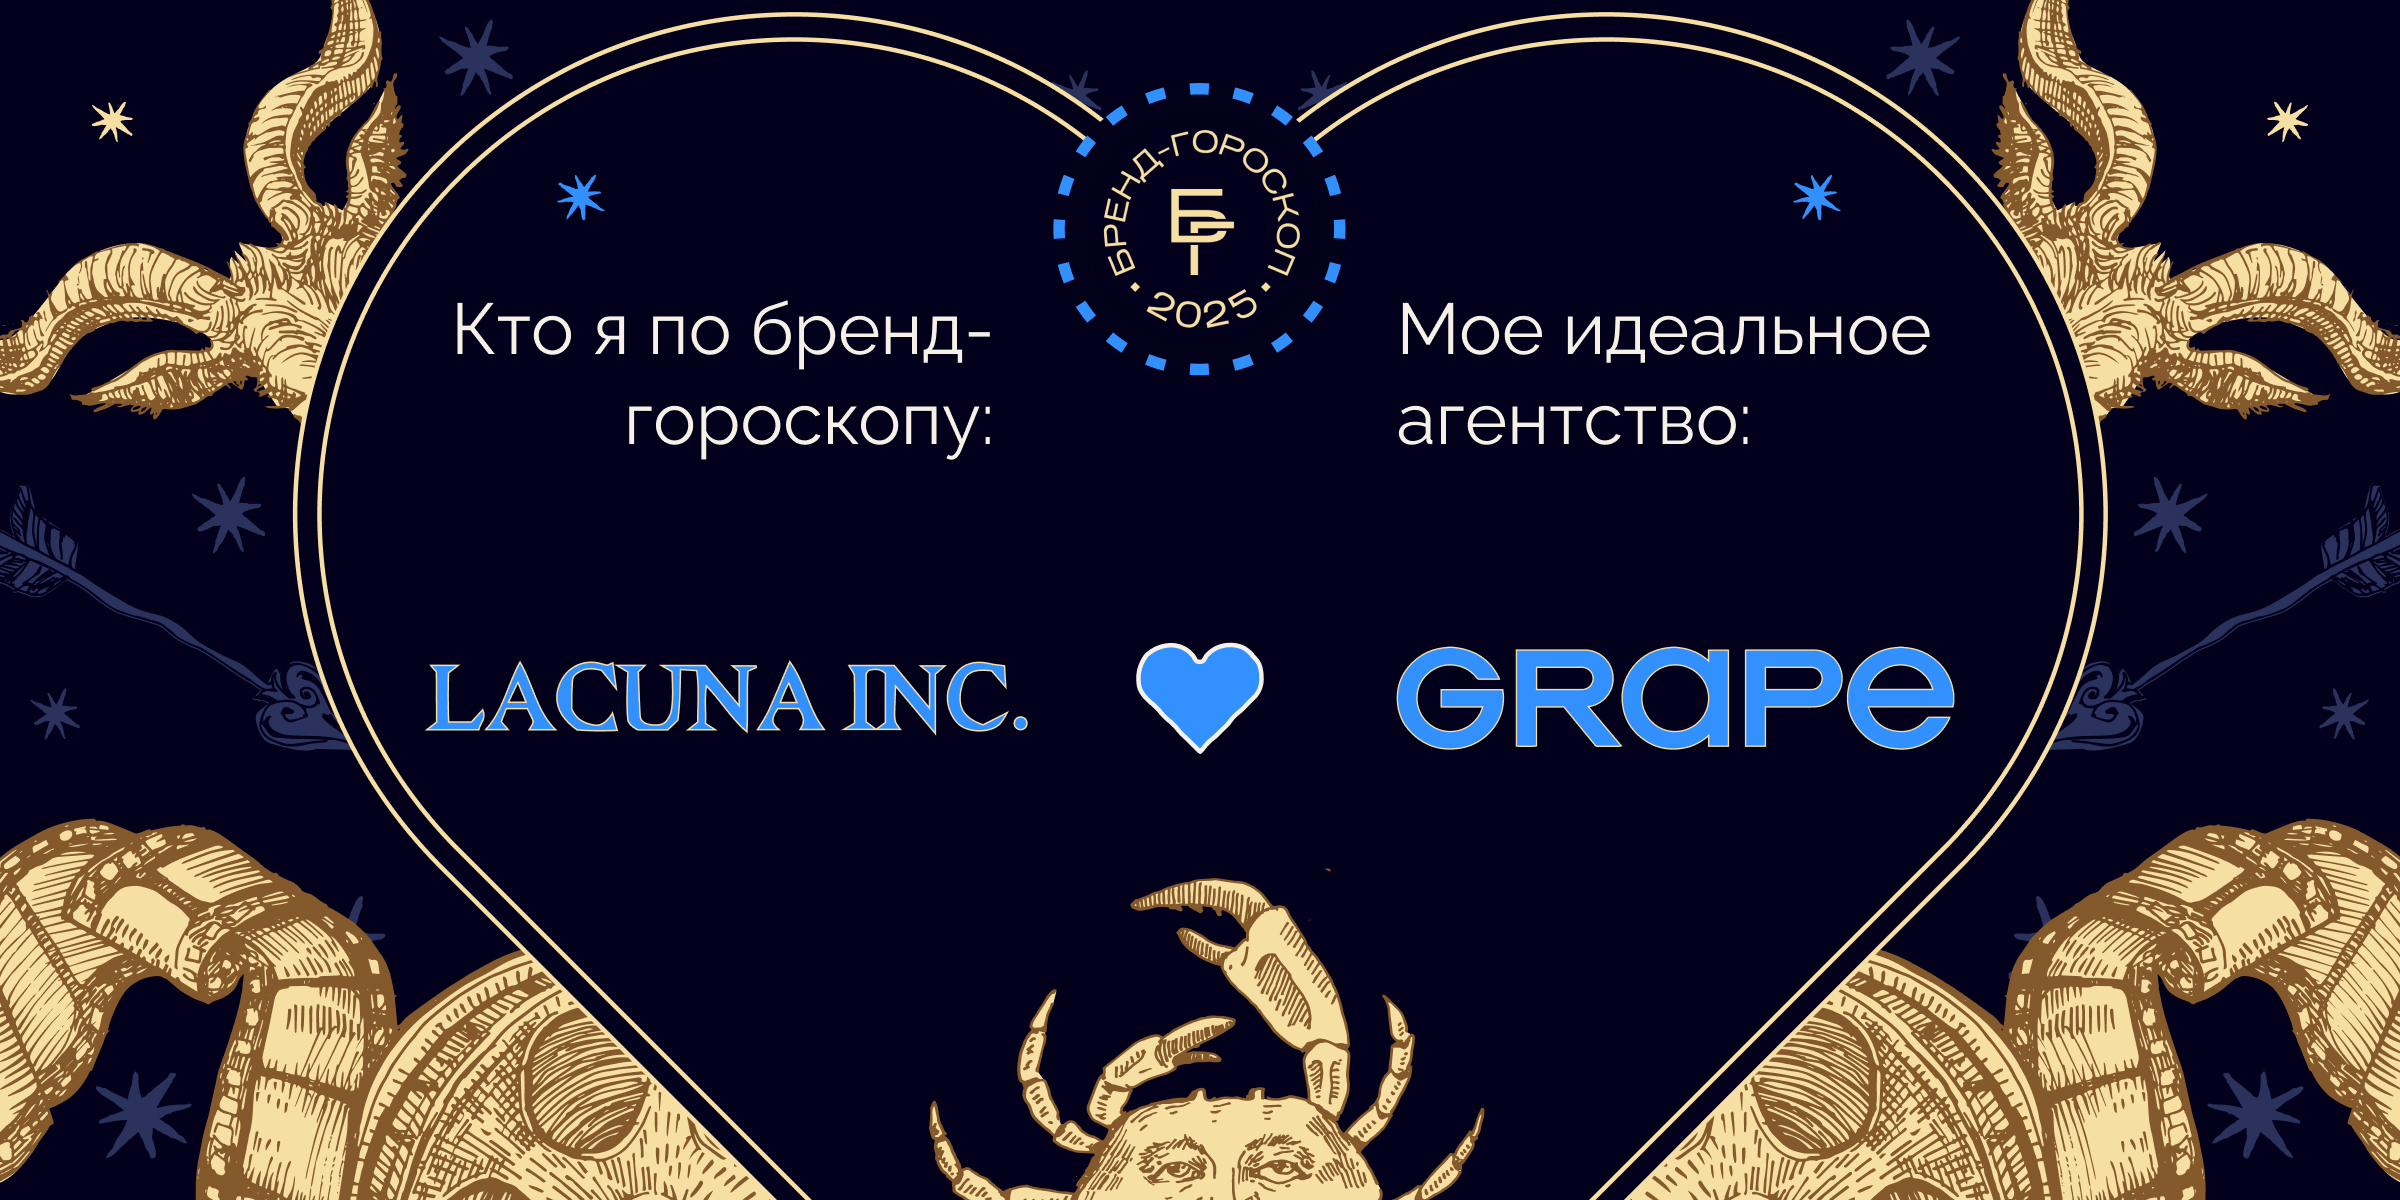 БРЕНД-ГОРОСКОП
БГ
• 2025 •
Кто я по бренд-
гороскопу:
Мое идеальное
агентство:
LACUNA INC.
GRAPE